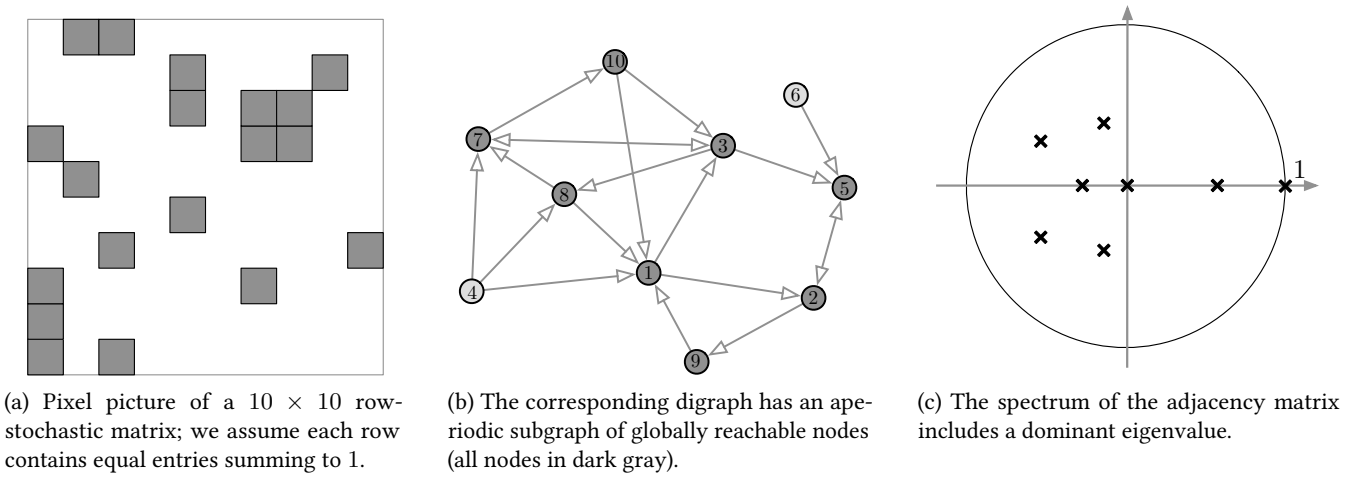 10
6
7
3
8
5
1
4
2
9
1
(a) Pixel picture of a 10 × 10 row-
stochastic matrix; we assume each row
contains equal entries summing to 1.
(b) The corresponding digraph has an ape-
riodic subgraph of globally reachable nodes
(all nodes in dark gray).
(c) The spectrum of the adjacency matrix
includes a dominant eigenvalue.